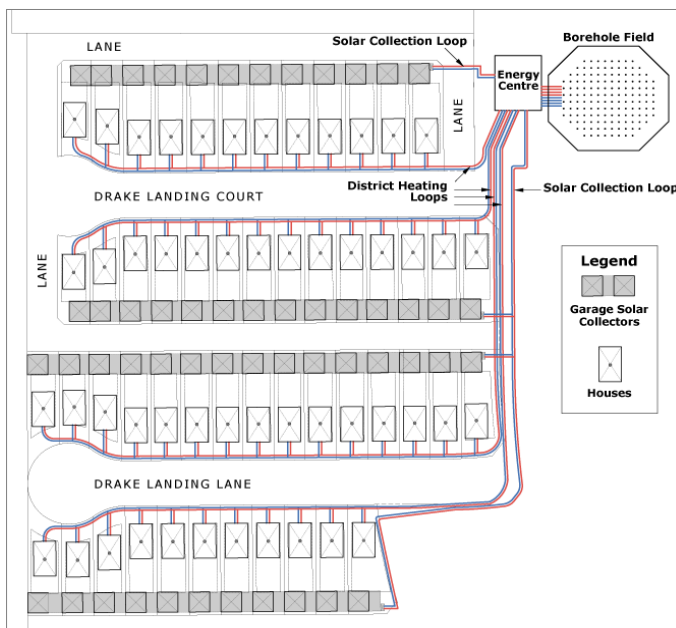 LANE
Solar Collection Loop
Borehole Field
Energy
Centre
LANE
DRAKE LANDING COURT
District Heating
Loops
Solar Collection Loop
LANE
Legend
Garage Solar
Collectors
Houses
DRAKE LANDING LANE